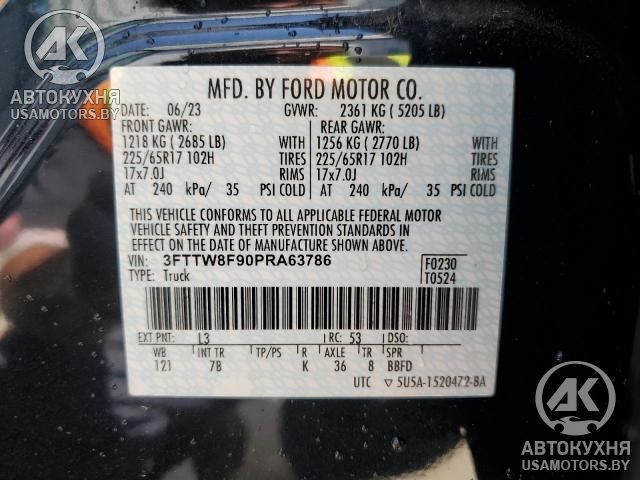 AK
АВТОКУХНЯ
USAMOTORS.BY
MFD. BY FORD MOTOR CO.
DATE: 06/23 GVWR: 2361 KG ( 5205 LB)
FRONT GAWR: REAR GAWR:
1218 KG ( 2685 LB) WITH 1256 KG ( 2770 LB) WITH
225/65R17 102H TIRES 225/65R17 102H TIRES
17x7.0J RIMS 17x7.0J RIMS
AT 240 kPa/ 35 PSI COLD AT 240 kPa/ 35 PSI COLD
THIS VEHICLE CONFORMS TO ALL APPLICABLE FEDERAL MOTOR
VEHICLE SAFETY AND THEFT PREVENTION STANDARDS IN
EFFECT ON THE DATE OF MANUFACTURE SHOWN ABOVE.
VIN: 3FTTW8F90PRA63786 F0230
TYPE: Truck T0524
EXT PNT: L3 RC: 53 DSO:
WB INT TR TP/PS R AXLE TR SPR
121 7B K 36 8 BBFD
UTC ▽ 5U5A-1520472-BA
AK
АВТОКУХНЯ
USAMOTORS.BY